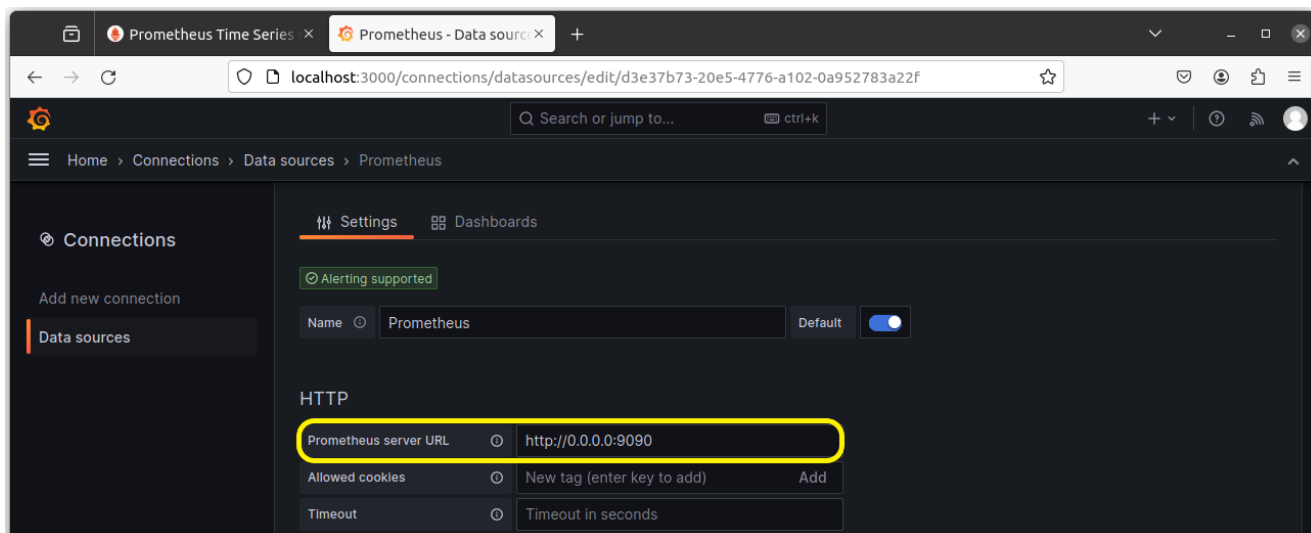 Prometheus Time Series
Prometheus - Data sourc
localhost:3000/connections/datasources/edit/d3e37b73-20e5-4776-a102-0a952783a22f
Search or jump to... ctrl+k
Home › Connections › Data sources › Prometheus
Connections
Add new connection
Data sources
Settings Dashboards
Alerting supported
Name Prometheus Default
HTTP
Prometheus server URL http://0.0.0.0:9090
Allowed cookies New tag (enter key to add) Add
Timeout Timeout in seconds